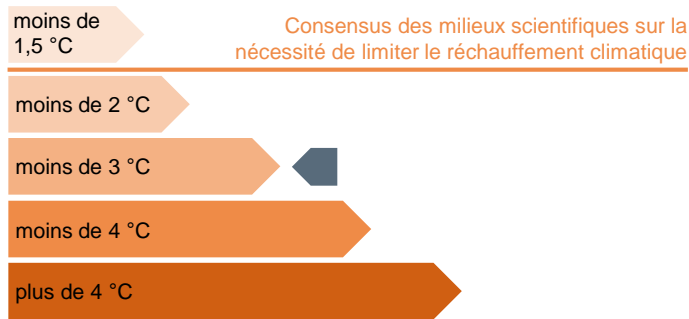 moins de
1,5 °C
Consensus des milieux scientifiques sur la
nécessité de limiter le réchauffement climatique
moins de 2 °C
moins de 3 °C
moins de 4 °C
plus de 4 °C